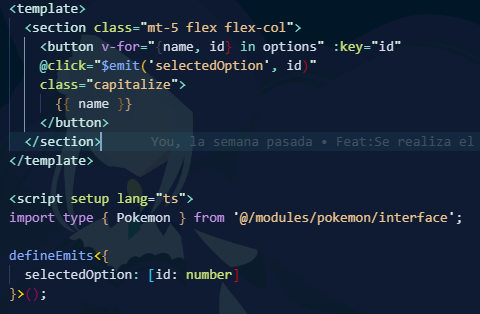 <template>
<section class="mt-5 flex flex-col">
<button v-for="{name, id} in options" :key="id"
@click="$emit('selectedOption', id)"
class="capitalize">
{{ name }}
</button>
</section> You, la semana pasada • Feat:Se realiza el
</template>
<script setup lang="ts">
import type { Pokemon } from '@/modules/pokemon/interface';
defineEmits<{
selectedOption: [id: number]
}>();